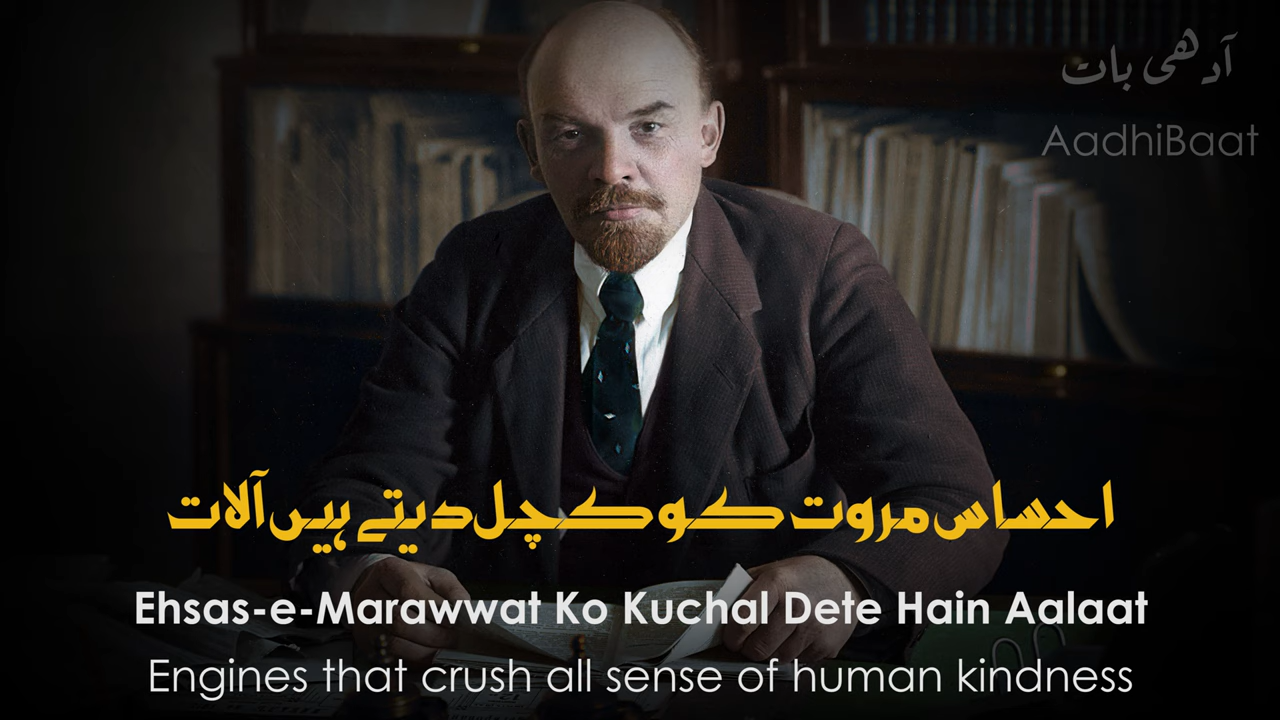 آدھی بات
AadhiBaat
احساس مروت کو کچل دیتے ہیں آلات
Ehsas-e-Marawwat Ko Kuchal Dete Hain Aalaat
Engines that crush all sense of human kindness